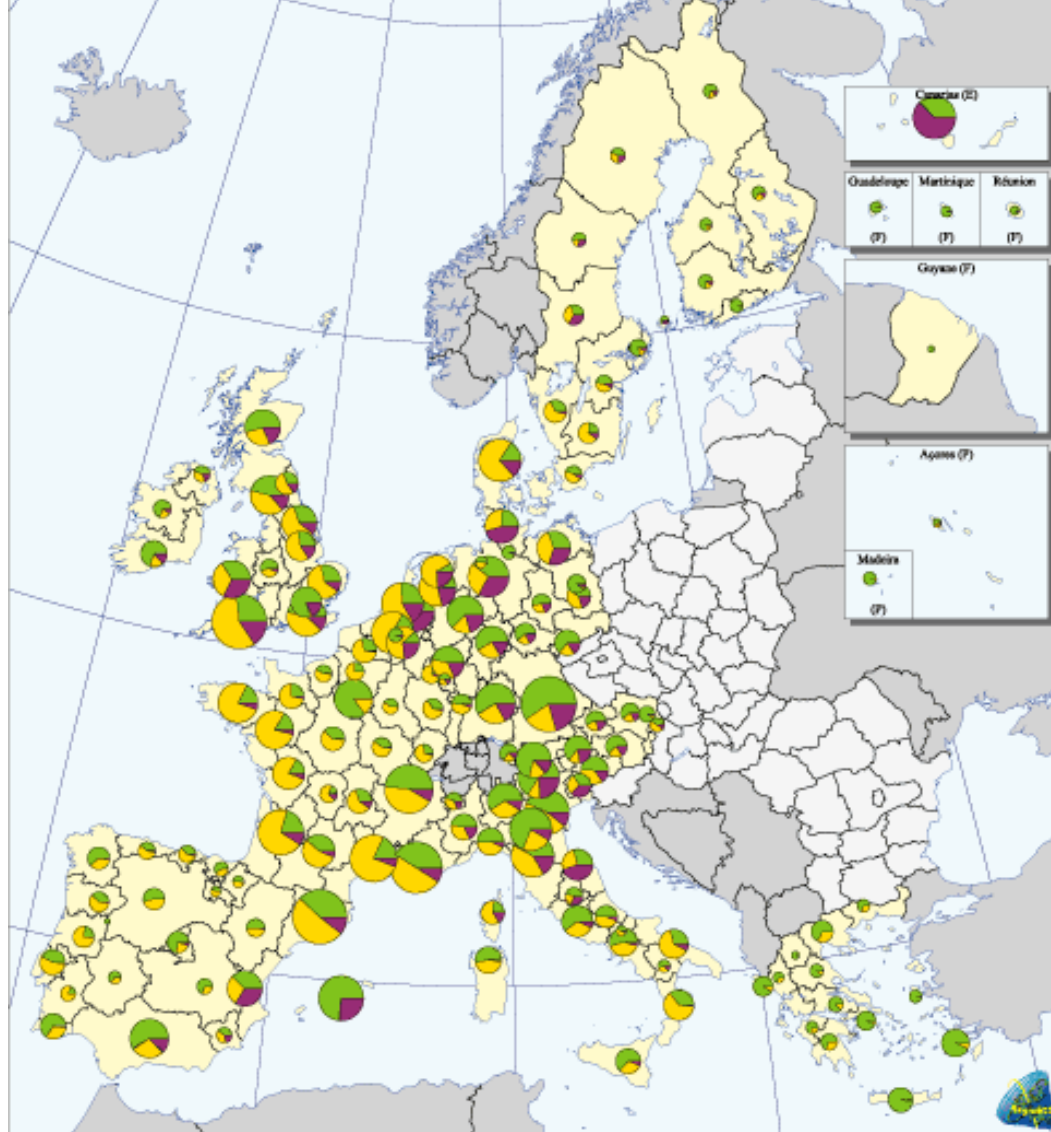 Canarias (E)
Guadeloupe
Martinique
Réunion
(F)
(F)
(F)
Guyane (F)
Açores (P)
Madeira
(P)